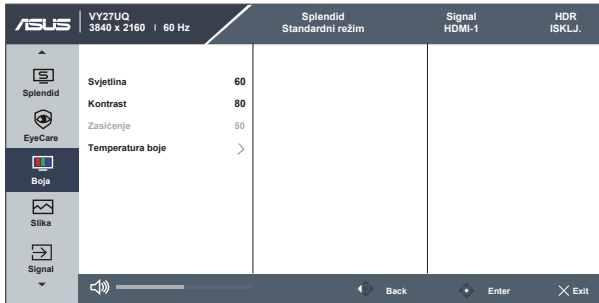 ASUS
VY27UQ
3840 x 2160 | 60 Hz
Splendid
Standardni režim
Signal
HDMI-1
HDR
ISKLJ.
Splendid
EyeCare
Boja
Slika
Signal
Svjetlina 60
Kontrast 80
Zasićenje 50
Temperatura boje
Back
Enter
Exit